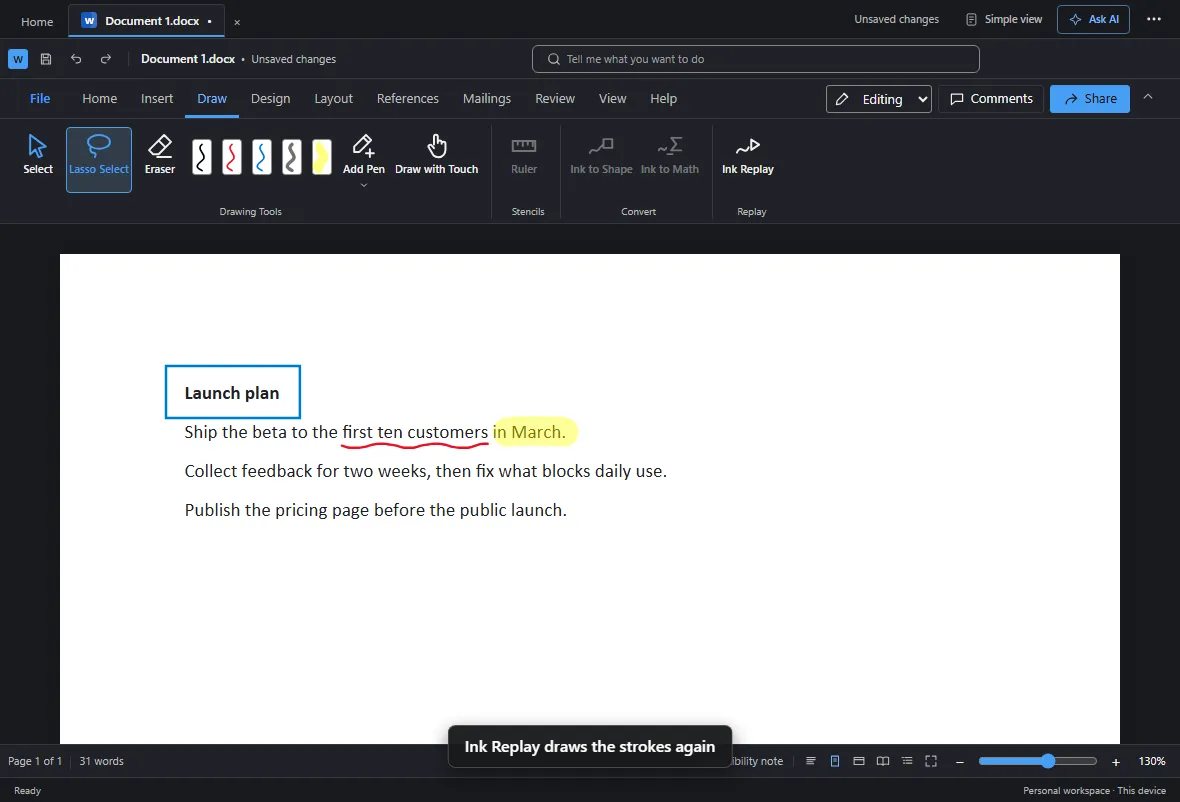 Home
W Document 1.docx • ×
Unsaved changes
Simple view
Ask AI
W
Document 1.docx • Unsaved changes
Tell me what you want to do
File Home Insert Draw Design Layout References Mailings Review View Help
Editing
Comments
Share
Select
Lasso Select
Eraser
Add Pen
Draw with Touch
Ruler
Ink to Shape
Ink to Math
Ink Replay
Drawing Tools
Stencils
Convert
Replay
Launch plan
Ship the beta to the first ten customers in March.
Collect feedback for two weeks, then fix what blocks daily use.
Publish the pricing page before the public launch.
Ink Replay draws the strokes again
Page 1 of 1 31 words
note
130%
Ready
Personal workspace · This device